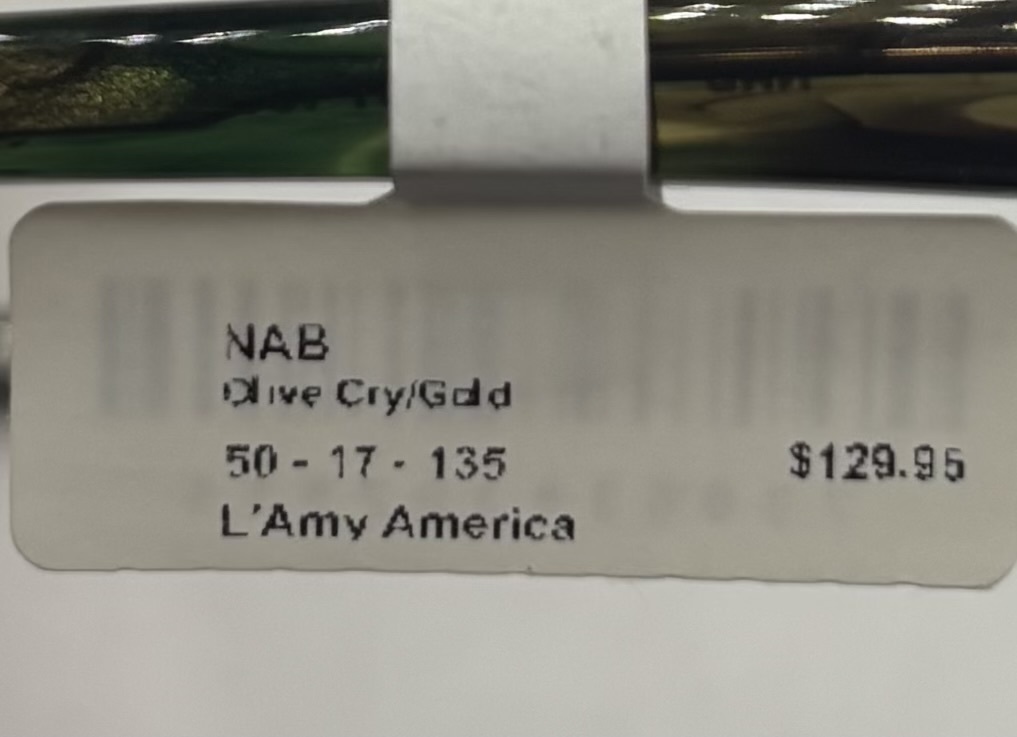 NAB
Olive Cry/Gold
50 - 17 - 135
$129.95
L'Amy America